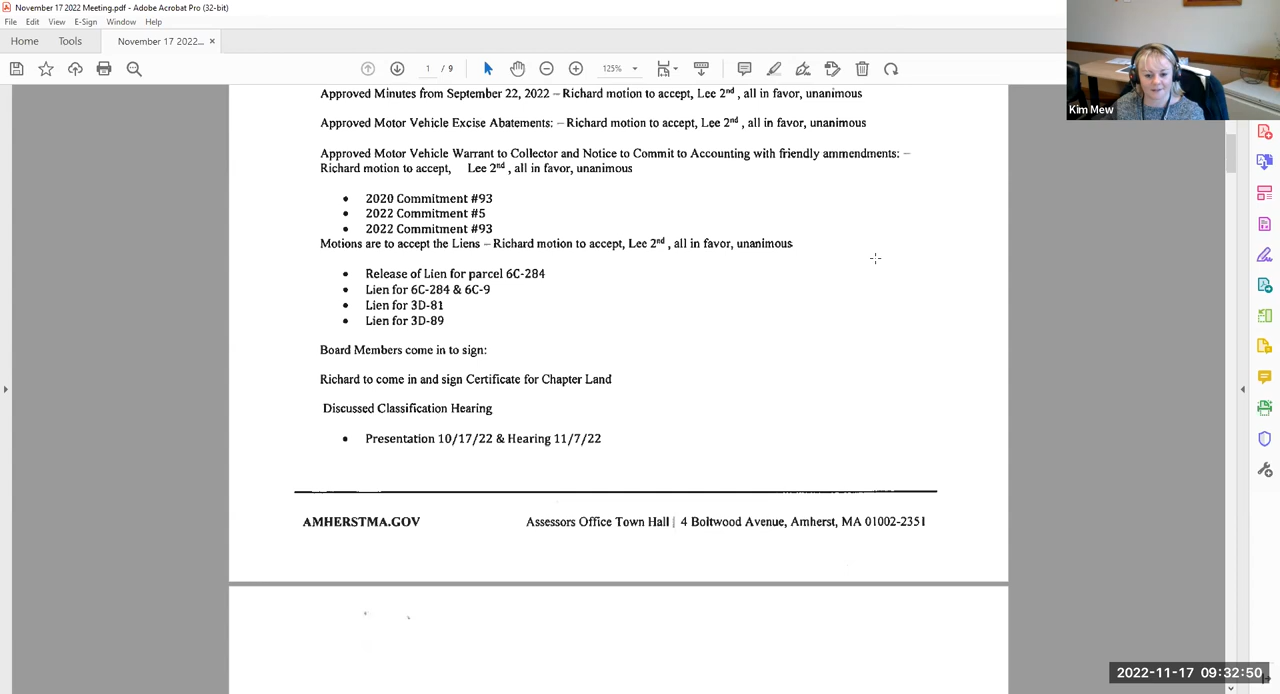 November 17 2022 Meeting.pdf - Adobe Acrobat Pro (32-bit)
File Edit View E-Sign Window Help
Home Tools November 17 2022... ×
1 / 9 125%
Kim Mew
Approved Minutes from September 22, 2022 – Richard motion to accept, Lee 2nd , all in favor, unanimous
Approved Motor Vehicle Excise Abatements: – Richard motion to accept, Lee 2nd , all in favor, unanimous
Approved Motor Vehicle Warrant to Collector and Notice to Commit to Accounting with friendly ammendments: –
Richard motion to accept, Lee 2nd , all in favor, unanimous
• 2020 Commitment #93
• 2022 Commitment #5
• 2022 Commitment #93
Motions are to accept the Liens – Richard motion to accept, Lee 2nd , all in favor, unanimous
• Release of Lien for parcel 6C-284
• Lien for 6C-284 & 6C-9
• Lien for 3D-81
• Lien for 3D-89
Board Members come in to sign:
Richard to come in and sign Certificate for Chapter Land
Discussed Classification Hearing
• Presentation 10/17/22 & Hearing 11/7/22
AMHERSTMA.GOV Assessors Office Town Hall | 4 Boltwood Avenue, Amherst, MA 01002-2351
2022-11-17 09:32:50